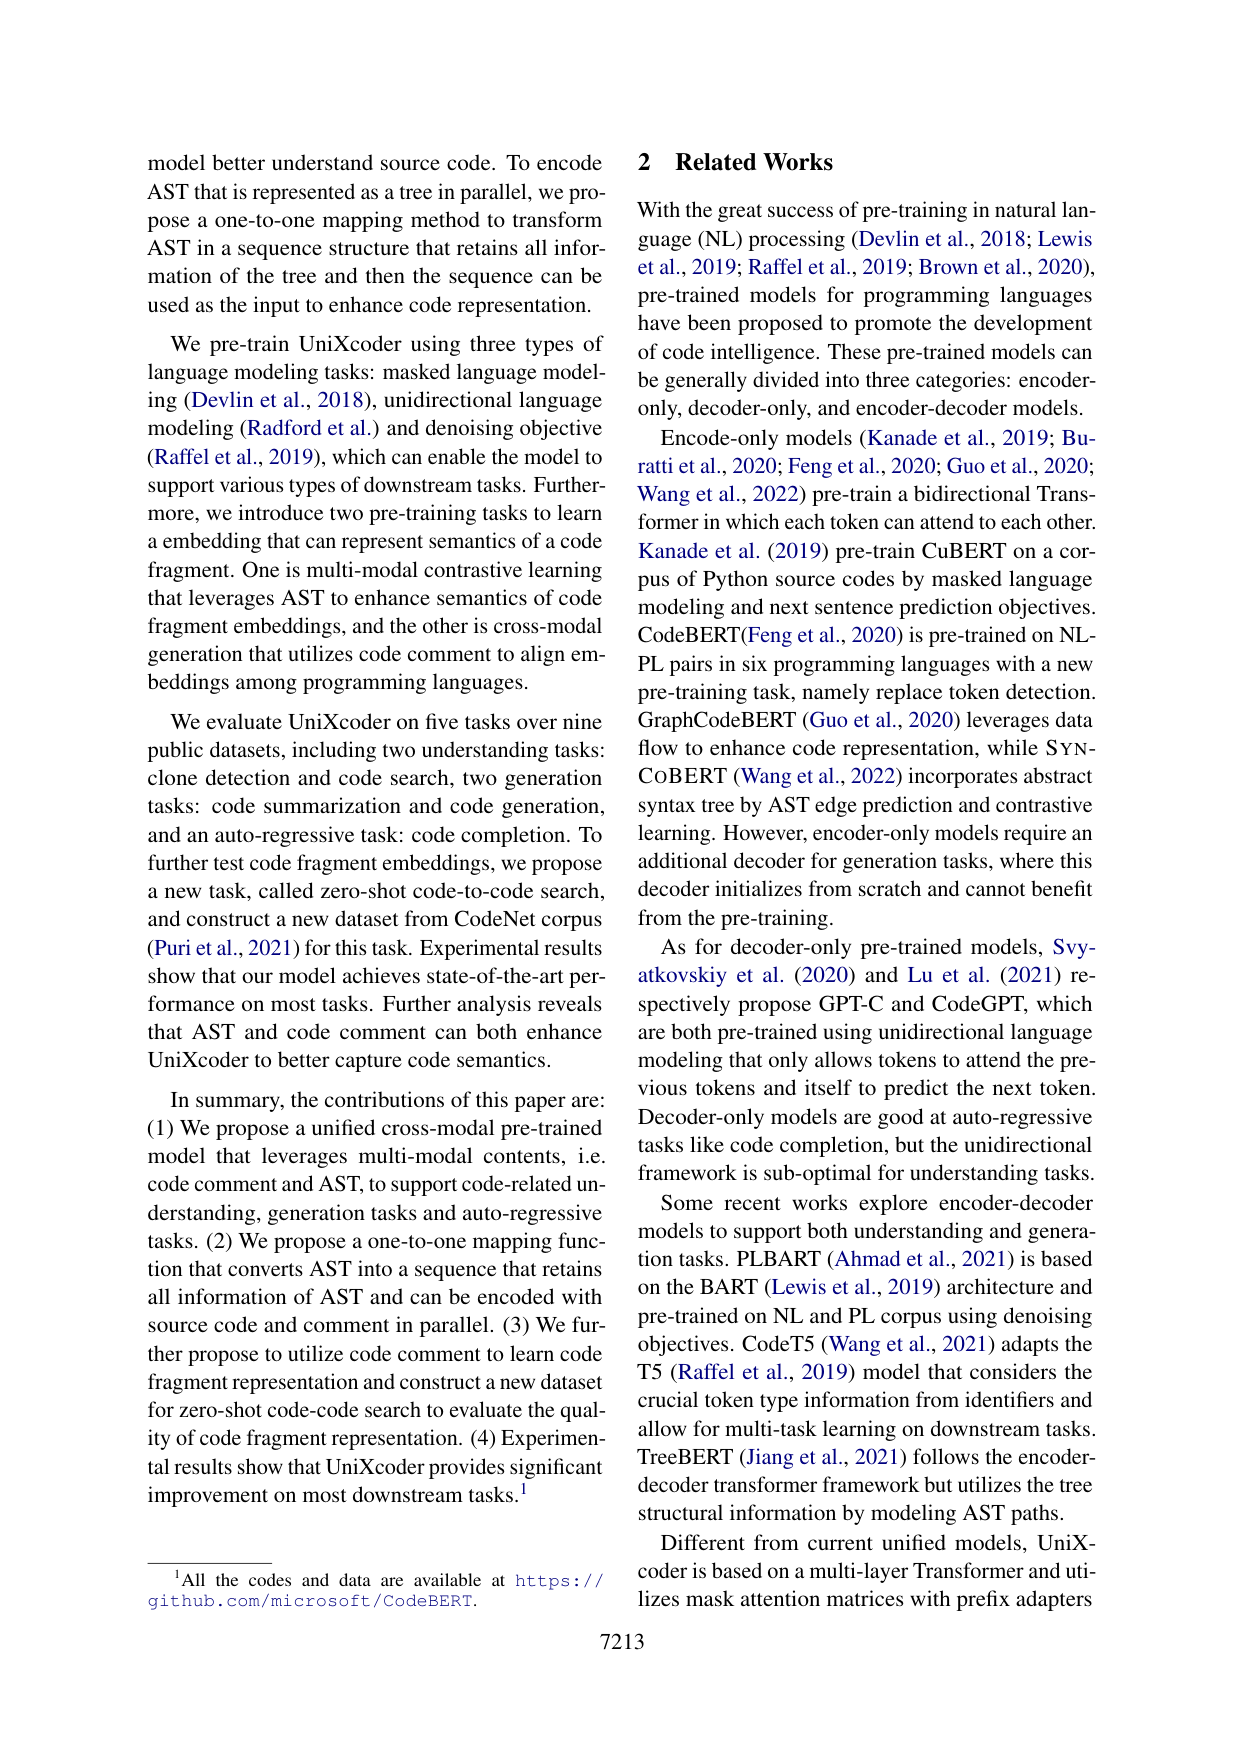 model better understand source code. To encode
AST that is represented as a tree in parallel, we pro-
pose a one-to-one mapping method to transform
AST in a sequence structure that retains all infor-
mation of the tree and then the sequence can be
used as the input to enhance code representation.
We pre-train UniXcoder using three types of
language modeling tasks: masked language model-
ing (Devlin et al., 2018), unidirectional language
modeling (Radford et al.) and denoising objective
(Raffel et al., 2019), which can enable the model to
support various types of downstream tasks. Further-
more, we introduce two pre-training tasks to learn
a embedding that can represent semantics of a code
fragment. One is multi-modal contrastive learning
that leverages AST to enhance semantics of code
fragment embeddings, and the other is cross-modal
generation that utilizes code comment to align em-
beddings among programming languages.
We evaluate UniXcoder on five tasks over nine
public datasets, including two understanding tasks:
clone detection and code search, two generation
tasks: code summarization and code generation,
and an auto-regressive task: code completion. To
further test code fragment embeddings, we propose
a new task, called zero-shot code-to-code search,
and construct a new dataset from CodeNet corpus
(Puri et al., 2021) for this task. Experimental results
show that our model achieves state-of-the-art per-
formance on most tasks. Further analysis reveals
that AST and code comment can both enhance
UniXcoder to better capture code semantics.
In summary, the contributions of this paper are:
(1) We propose a unified cross-modal pre-trained
model that leverages multi-modal contents, i.e.
code comment and AST, to support code-related un-
derstanding, generation tasks and auto-regressive
tasks. (2) We propose a one-to-one mapping func-
tion that converts AST into a sequence that retains
all information of AST and can be encoded with
source code and comment in parallel. (3) We fur-
ther propose to utilize code comment to learn code
fragment representation and construct a new dataset
for zero-shot code-code search to evaluate the qual-
ity of code fragment representation. (4) Experimen-
tal results show that UniXcoder provides significant
improvement on most downstream tasks.1
1All the codes and data are available at https://
github.com/microsoft/CodeBERT.
2 Related Works
With the great success of pre-training in natural lan-
guage (NL) processing (Devlin et al., 2018; Lewis
et al., 2019; Raffel et al., 2019; Brown et al., 2020),
pre-trained models for programming languages
have been proposed to promote the development
of code intelligence. These pre-trained models can
be generally divided into three categories: encoder-
only, decoder-only, and encoder-decoder models.
Encode-only models (Kanade et al., 2019; Bu-
ratti et al., 2020; Feng et al., 2020; Guo et al., 2020;
Wang et al., 2022) pre-train a bidirectional Trans-
former in which each token can attend to each other.
Kanade et al. (2019) pre-train CuBERT on a cor-
pus of Python source codes by masked language
modeling and next sentence prediction objectives.
CodeBERT(Feng et al., 2020) is pre-trained on NL-
PL pairs in six programming languages with a new
pre-training task, namely replace token detection.
GraphCodeBERT (Guo et al., 2020) leverages data
flow to enhance code representation, while SYN-
COBERT (Wang et al., 2022) incorporates abstract
syntax tree by AST edge prediction and contrastive
learning. However, encoder-only models require an
additional decoder for generation tasks, where this
decoder initializes from scratch and cannot benefit
from the pre-training.
As for decoder-only pre-trained models, Svy-
atkovskiy et al. (2020) and Lu et al. (2021) re-
spectively propose GPT-C and CodeGPT, which
are both pre-trained using unidirectional language
modeling that only allows tokens to attend the pre-
vious tokens and itself to predict the next token.
Decoder-only models are good at auto-regressive
tasks like code completion, but the unidirectional
framework is sub-optimal for understanding tasks.
Some recent works explore encoder-decoder
models to support both understanding and genera-
tion tasks. PLBART (Ahmad et al., 2021) is based
on the BART (Lewis et al., 2019) architecture and
pre-trained on NL and PL corpus using denoising
objectives. CodeT5 (Wang et al., 2021) adapts the
T5 (Raffel et al., 2019) model that considers the
crucial token type information from identifiers and
allow for multi-task learning on downstream tasks.
TreeBERT (Jiang et al., 2021) follows the encoder-
decoder transformer framework but utilizes the tree
structural information by modeling AST paths.
Different from current unified models, UniX-
coder is based on a multi-layer Transformer and uti-
lizes mask attention matrices with prefix adapters
7213